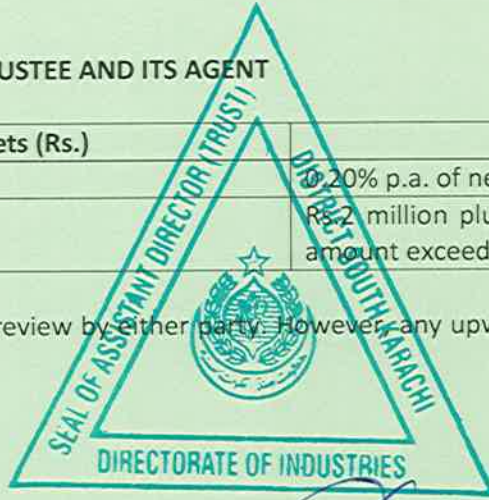 USTEE AND ITS AGENT
ets (Rs.)
0.20% p.a. of ne
Rs.2 million plu
amount exceed
review by either party. However, any upw
SEAL OF ASSISTANT DIRECTOR (TRUST)
DISTRICT SOUTH KARACHI
DIRECTORATE OF INDUSTRIES